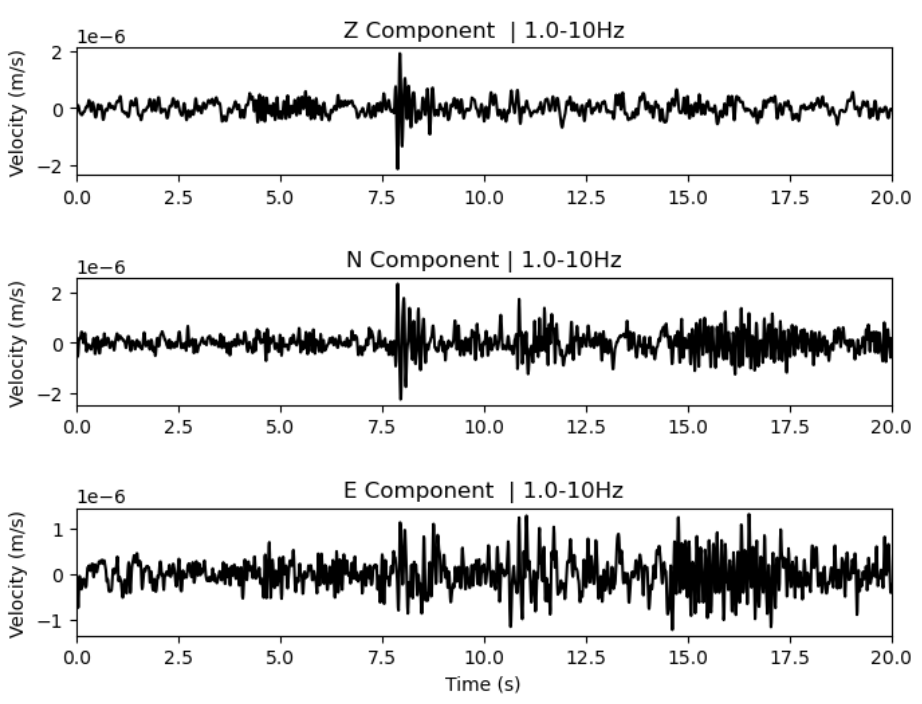 Z Component | 1.0-10Hz
1e−6
Velocity (m/s)
2
0
−2
0.0 2.5 5.0 7.5 10.0 12.5 15.0 17.5 20.0
N Component | 1.0-10Hz
1e−6
Velocity (m/s)
2
0
−2
0.0 2.5 5.0 7.5 10.0 12.5 15.0 17.5 20.0
E Component | 1.0-10Hz
1e−6
Velocity (m/s)
1
0
−1
0.0 2.5 5.0 7.5 10.0 12.5 15.0 17.5 20.0
Time (s)